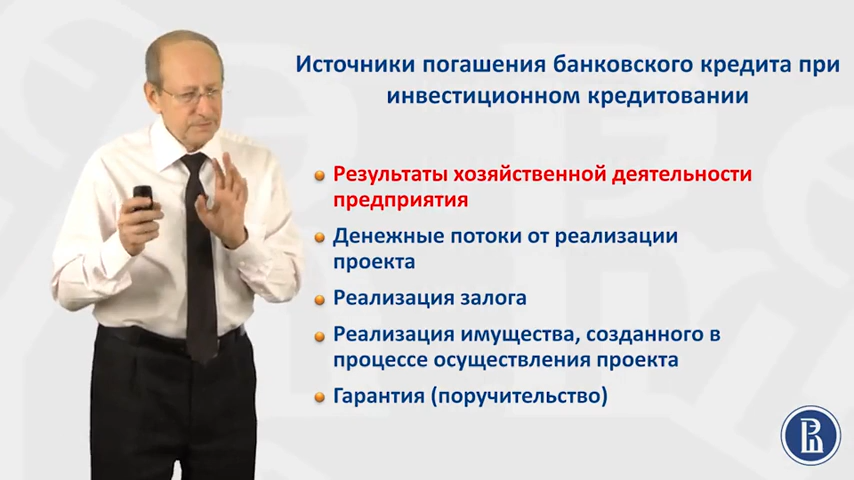 Источники погашения банковского кредита при
инвестиционном кредитовании
Результаты хозяйственной деятельности
предприятия
Денежные потоки от реализации
проекта
Реализация залога
Реализация имущества, созданного в
процессе осуществления проекта
Гарантия (поручительство)